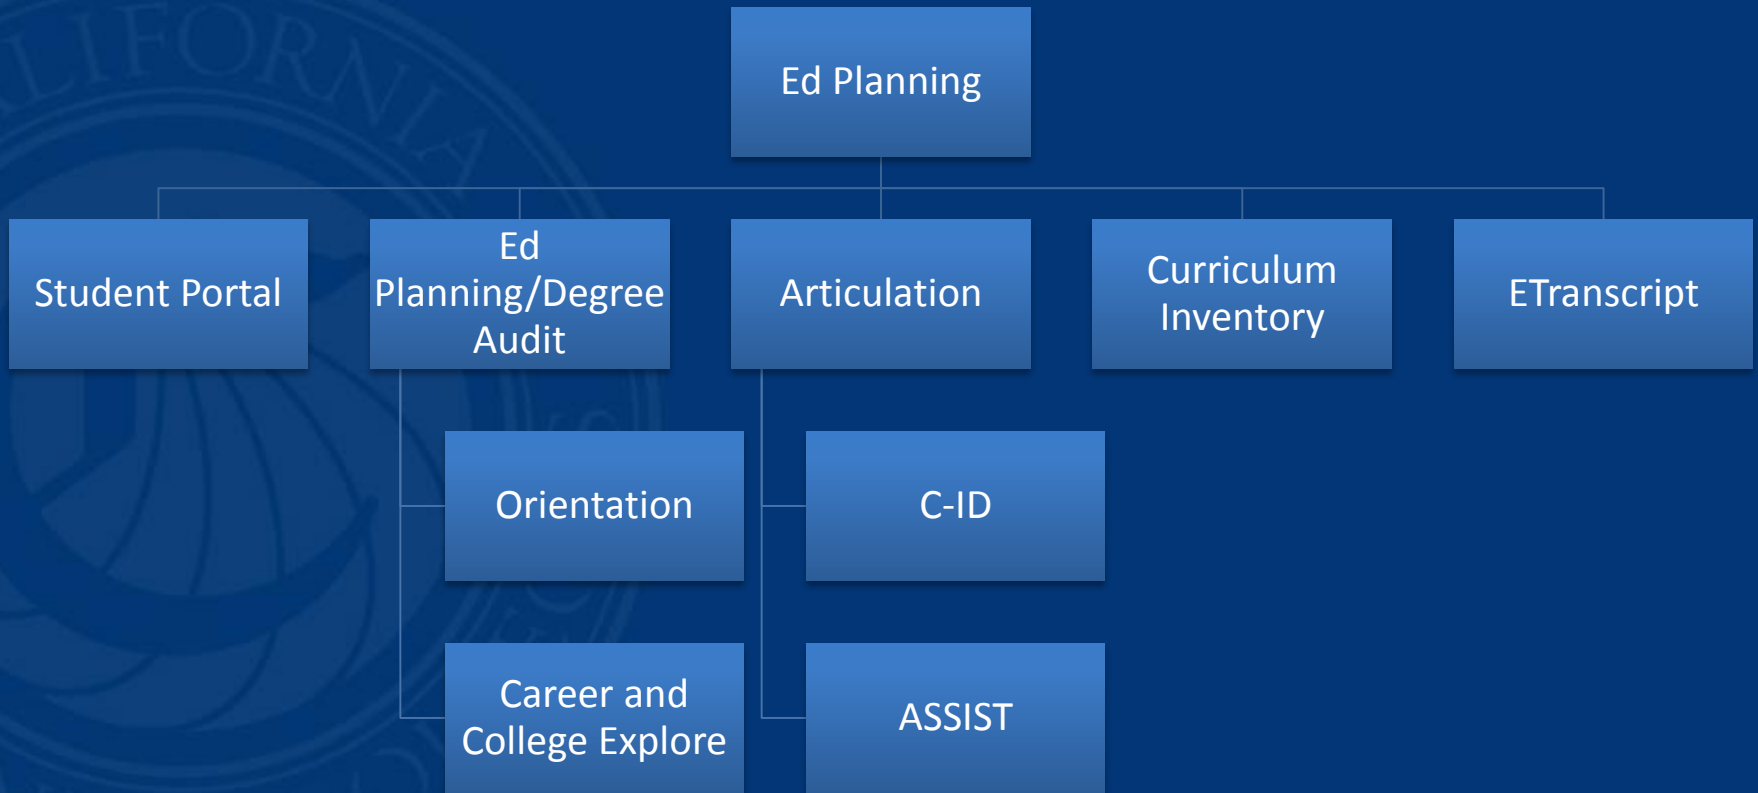 Ed Planning
Student Portal
Ed
Planning/Degree
Audit
Articulation
Curriculum
Inventory
ETranscript
Orientation
C-ID
Career and
College Explore
ASSIST